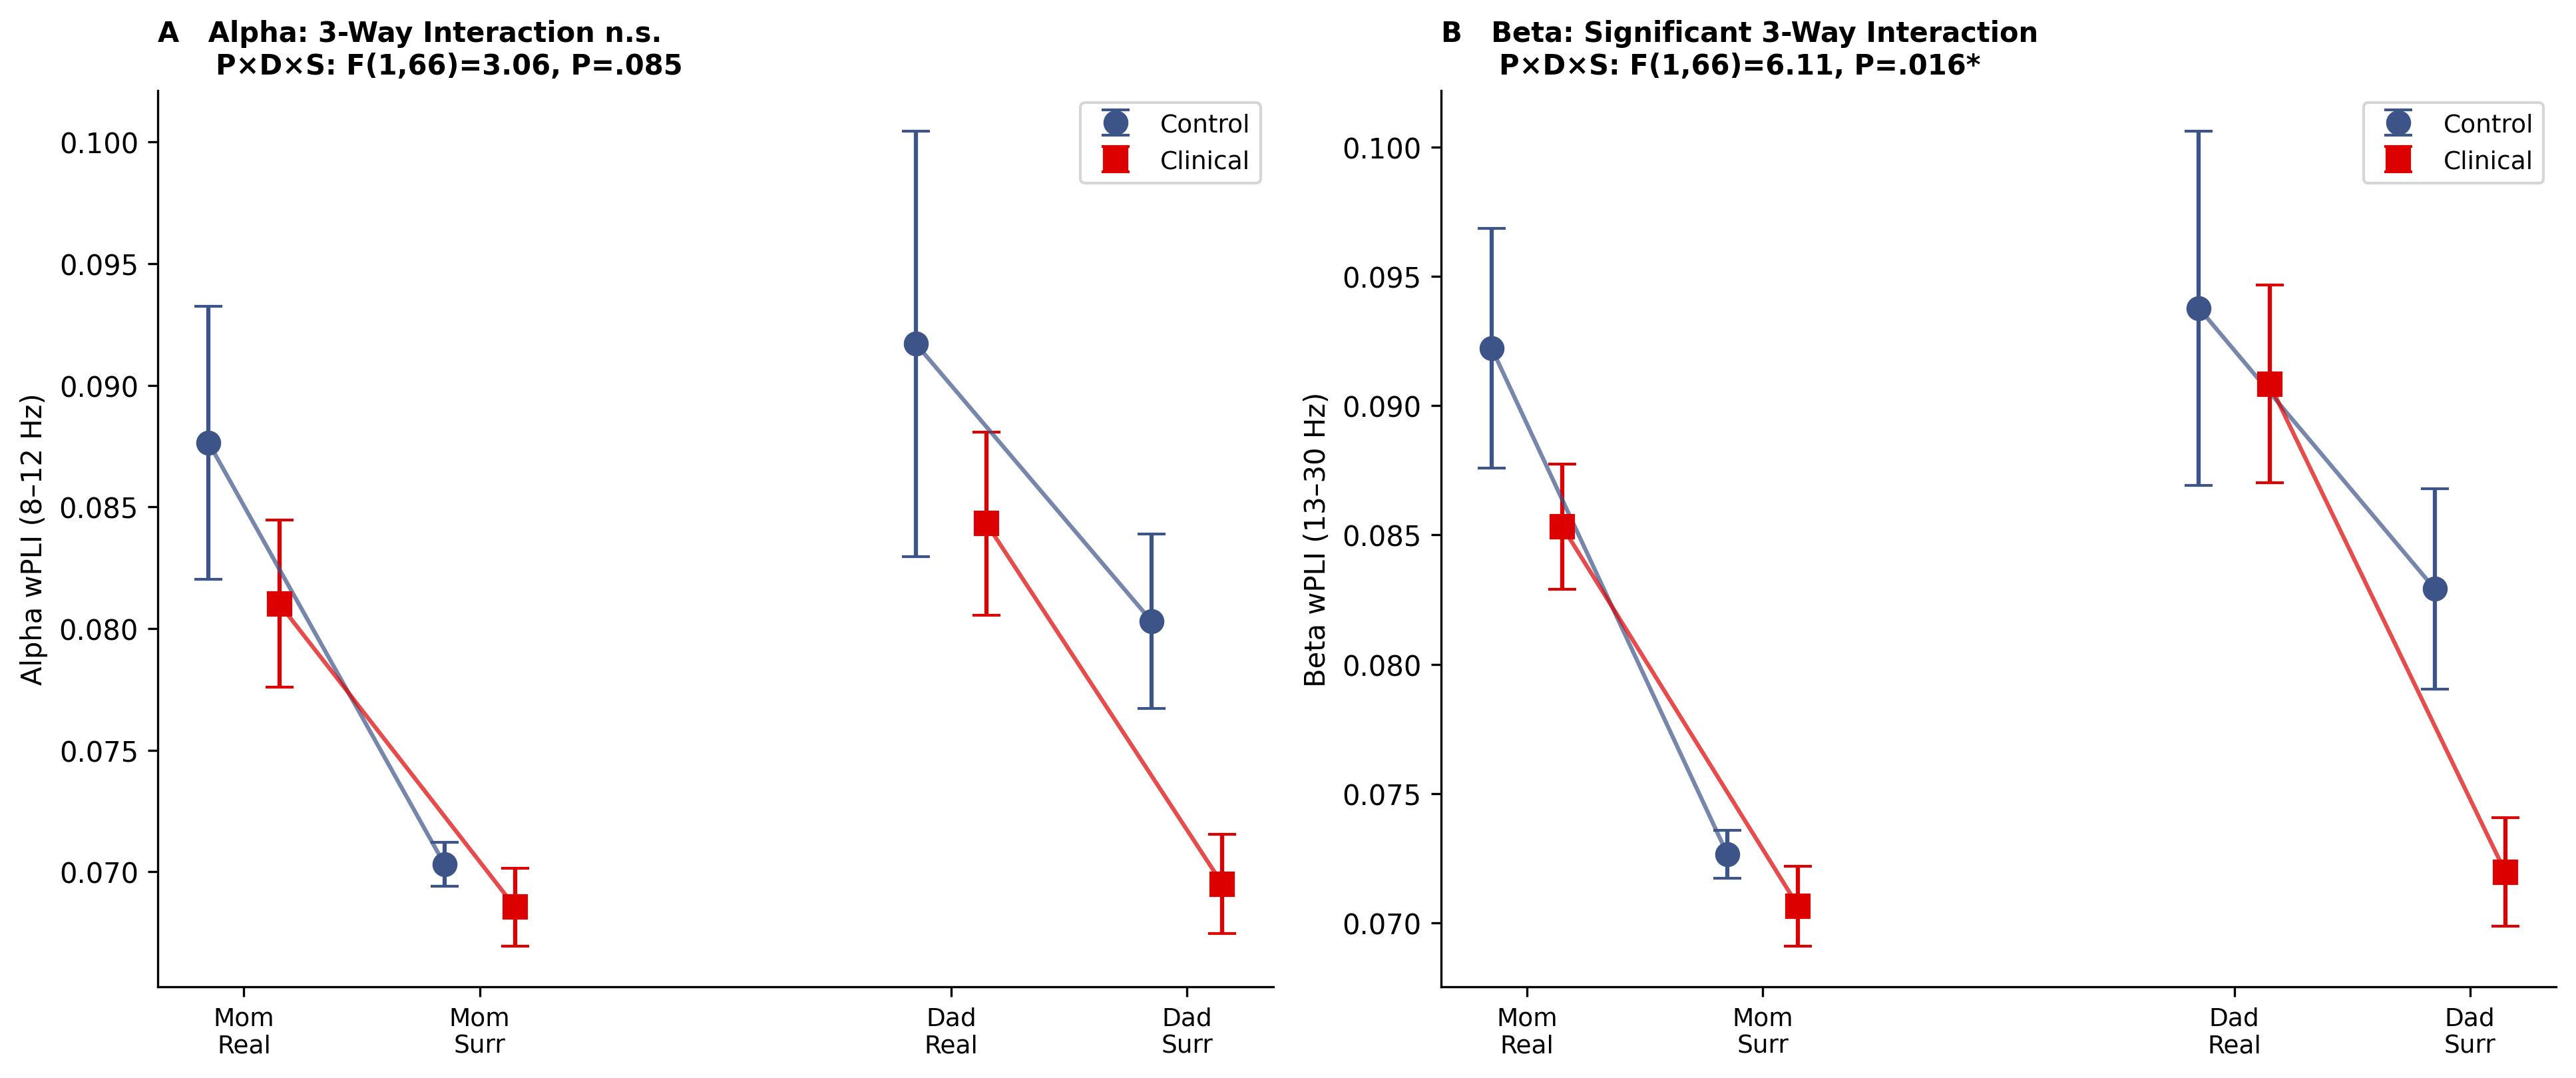 A   Alpha: 3-Way Interaction n.s.
P×D×S: F(1,66)=3.06, P=.085
Control
Clinical
Alpha wPLI (8–12 Hz)
0.100
0.095
0.090
0.085
0.080
0.075
0.070
Mom
Real
Mom
Surr
Dad
Real
Dad
Surr
B   Beta: Significant 3-Way Interaction
P×D×S: F(1,66)=6.11, P=.016*
Control
Clinical
Beta wPLI (13–30 Hz)
0.100
0.095
0.090
0.085
0.080
0.075
0.070
Mom
Real
Mom
Surr
Dad
Real
Dad
Surr